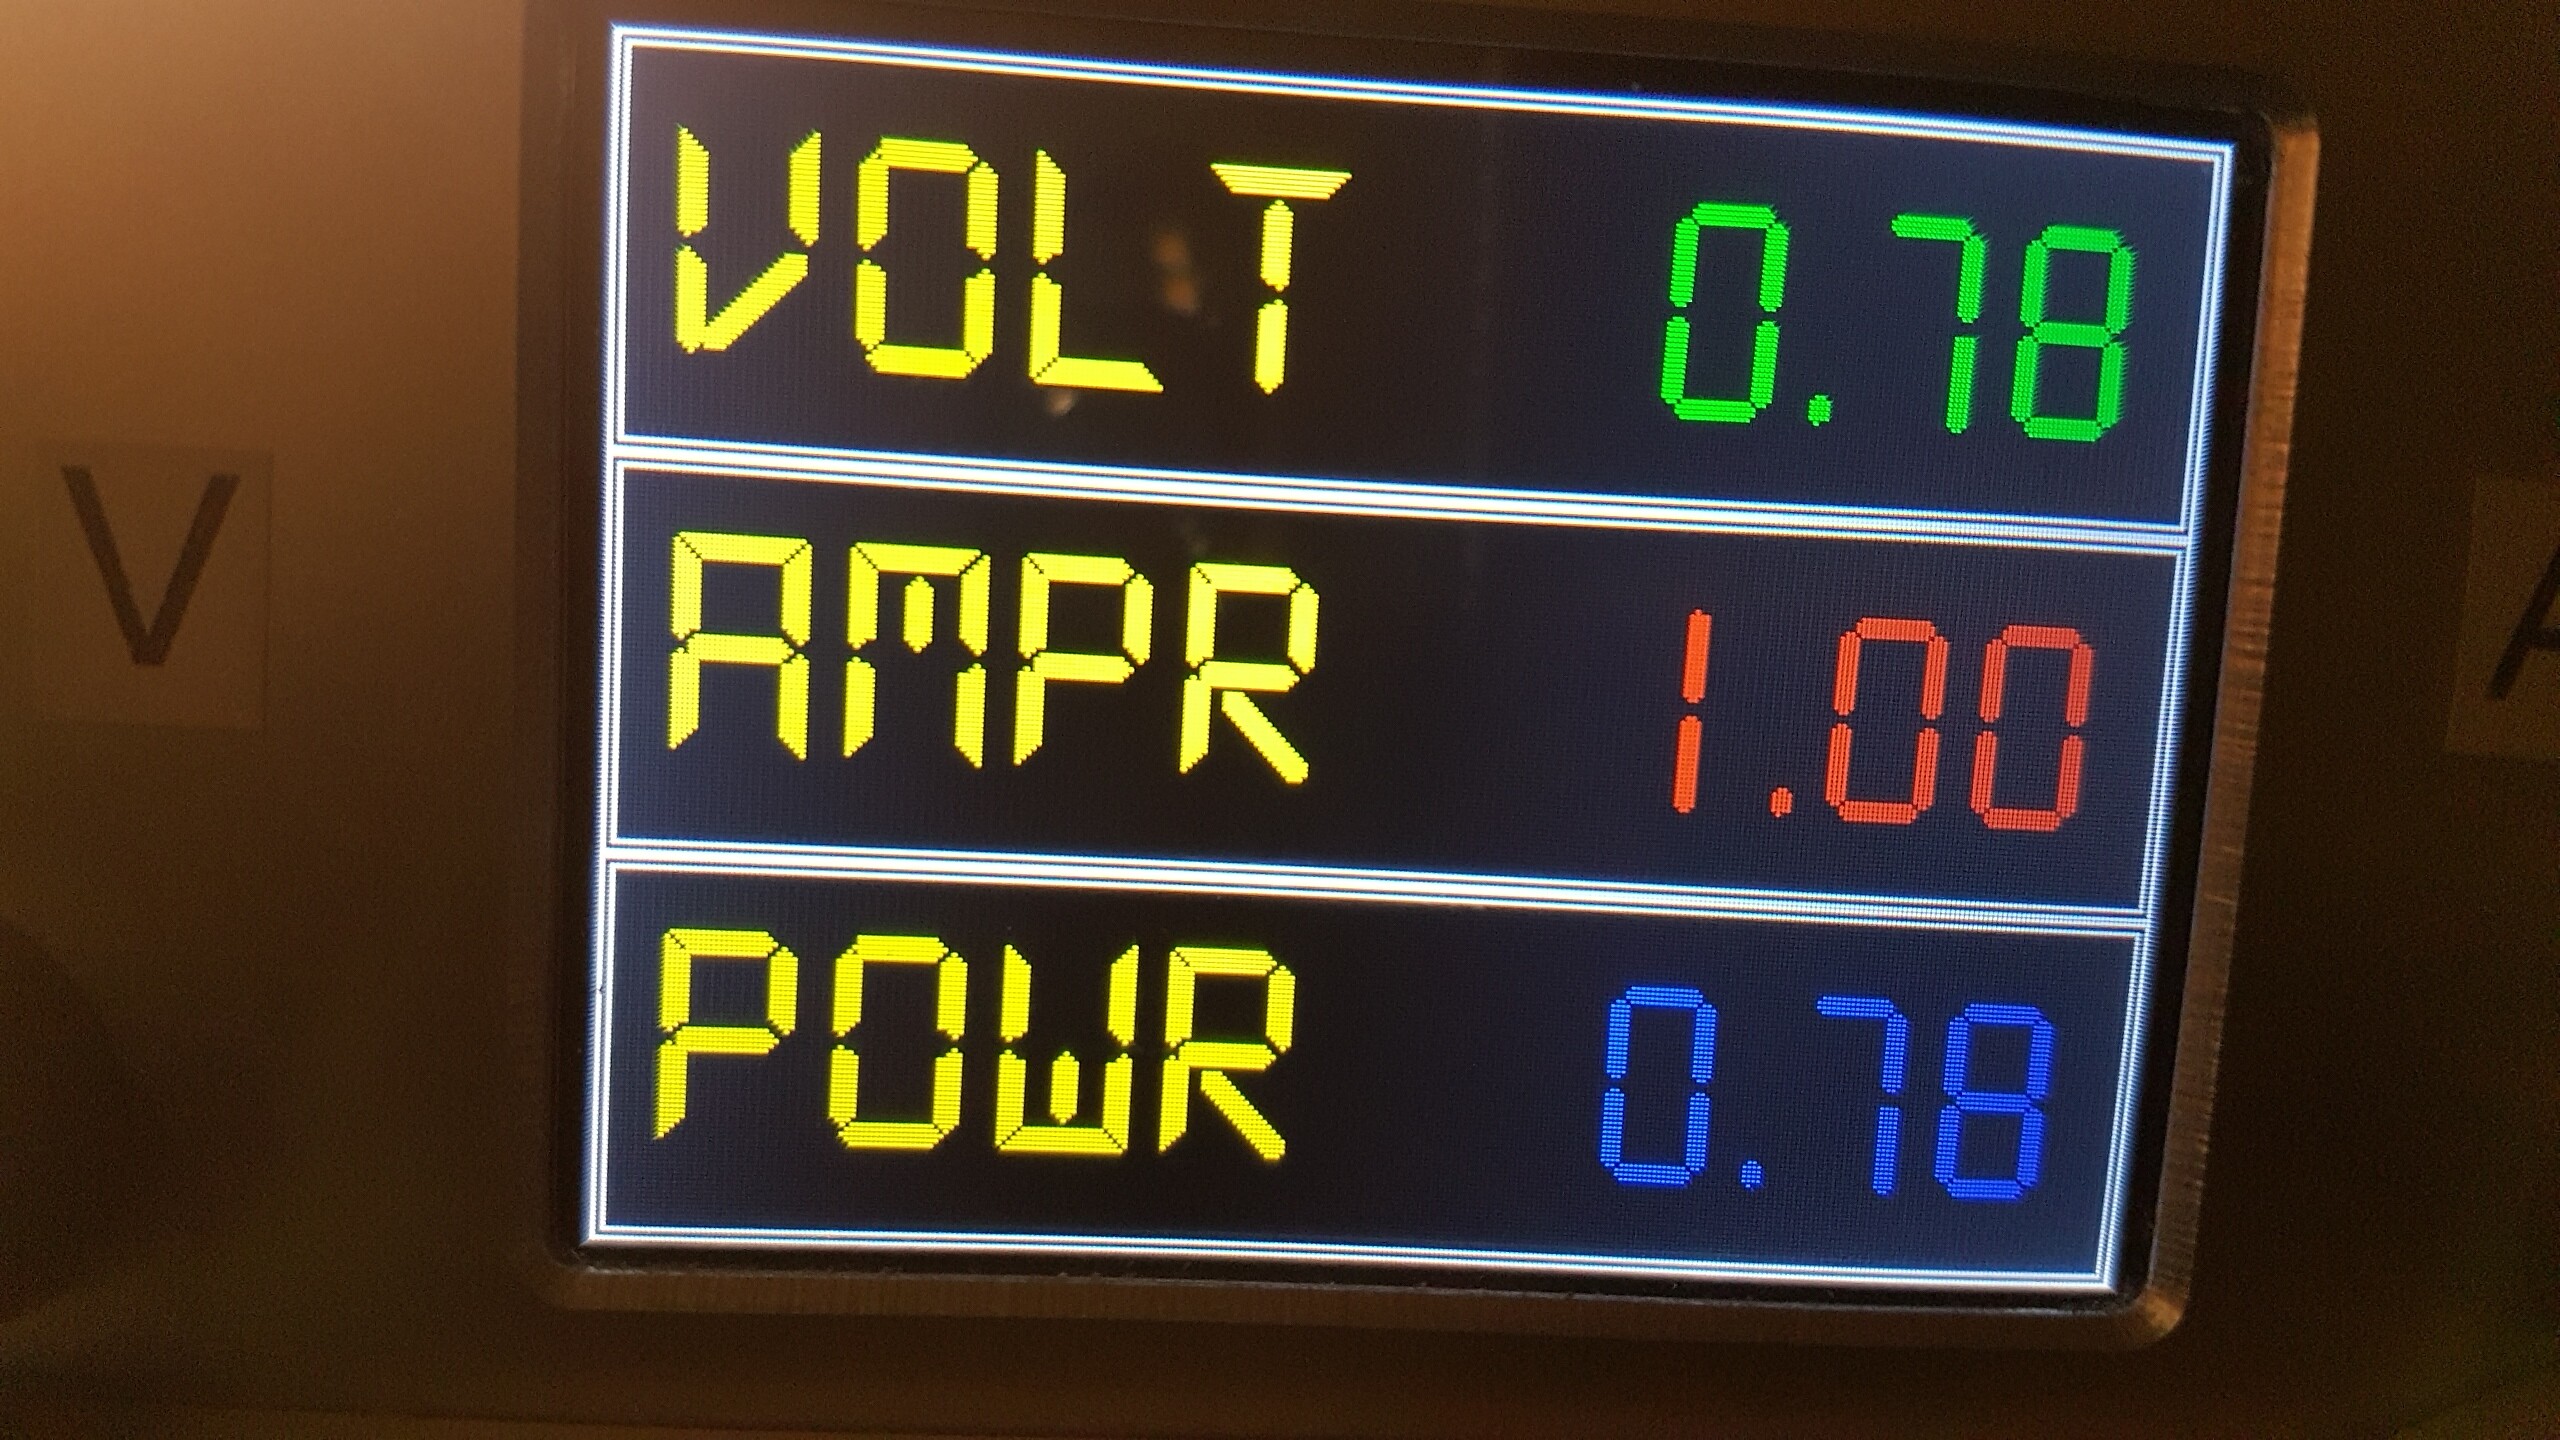 VOLT 0.78
V
AMPR 1.00
A
POWR 0.78